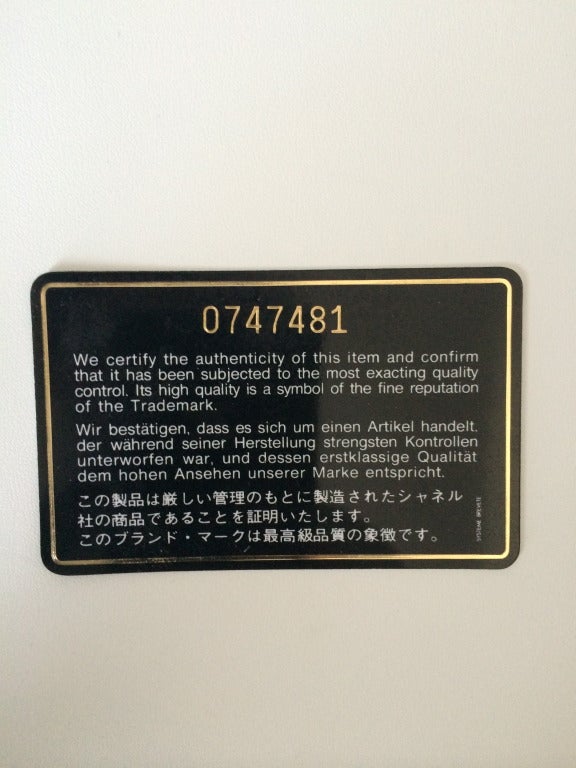 0747481
We certify the authenticity of this item and confirm
that it has been subjected to the most exacting quality
control. Its high quality is a symbol of the fine reputation
of the Trademark.
Wir bestätigen, dass es sich um einen Artikel handelt,
der während seiner Herstellung strengsten Kontrollen
unterworfen war, und dessen erstklassige Qualität
dem hohen Ansehen unserer Marke entspricht.
この製品は厳しい管理のもとに製造されたシャネル
社の商品であることを証明いたします。
このブランド・マークは最高級品質の象徴です。
SYSTEME BREVETE